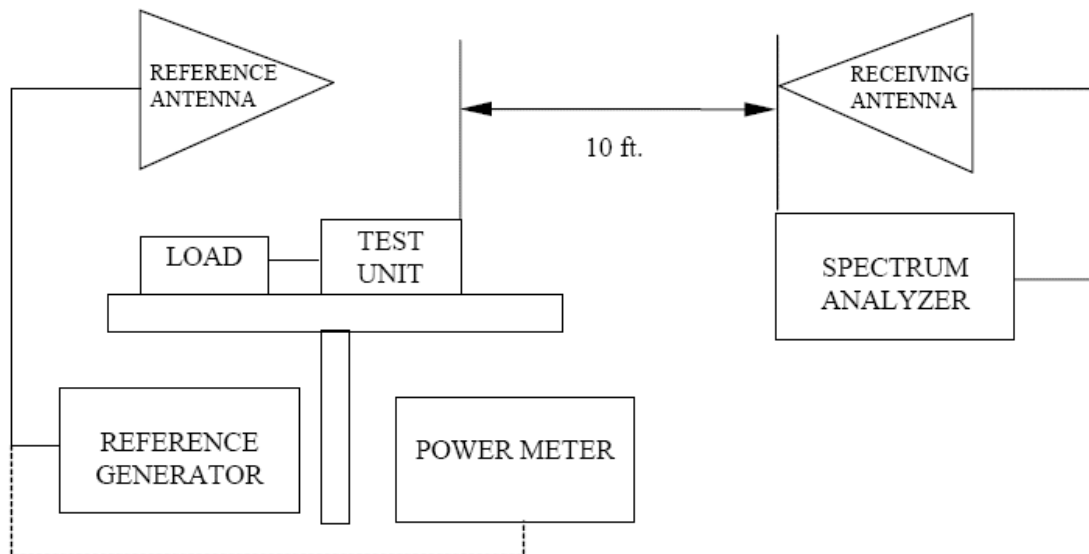 REFERENCE
ANTENNA
RECEIVING
ANTENNA
10 ft.
LOAD
TEST
UNIT
SPECTRUM
ANALYZER
REFERENCE
GENERATOR
POWER METER